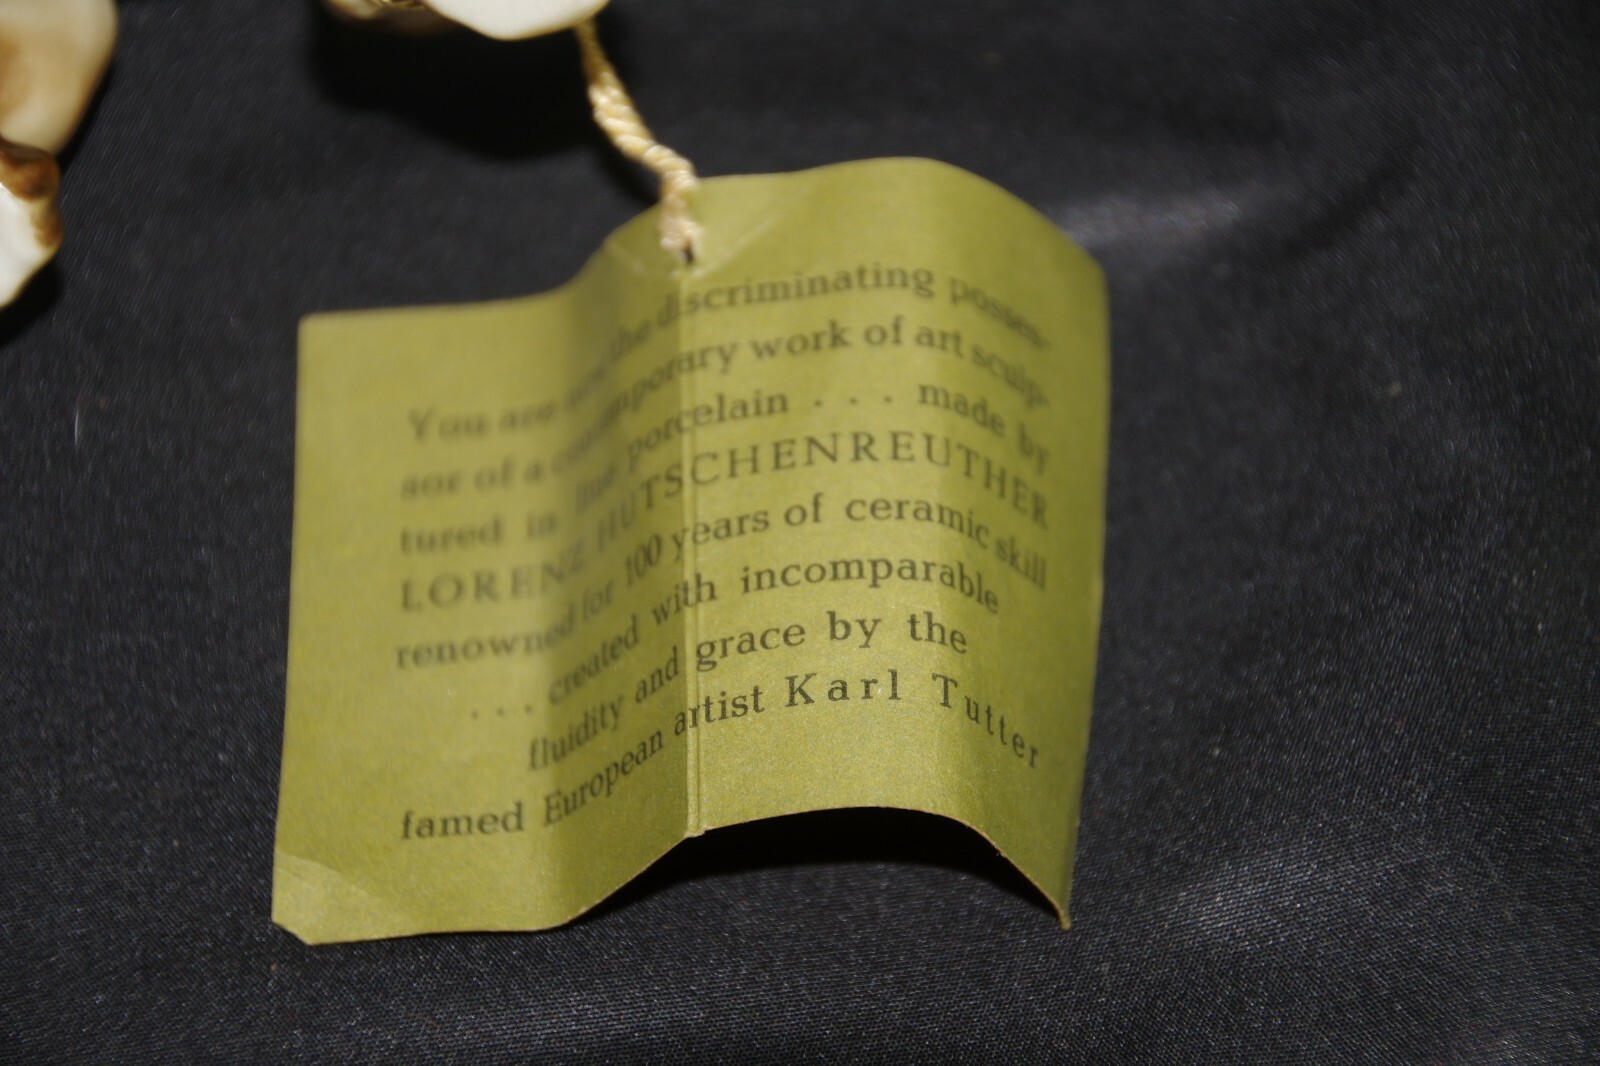 You are now the discriminating posses-
sor of a contemporary work of art sculp-
tured in fine porcelain . . . made by
LORENZ HUTSCHENREUTHER
renowned for 100 years of ceramic skill
. . . created with incomparable
fluidity and grace by the
famed European artist Karl Tutter